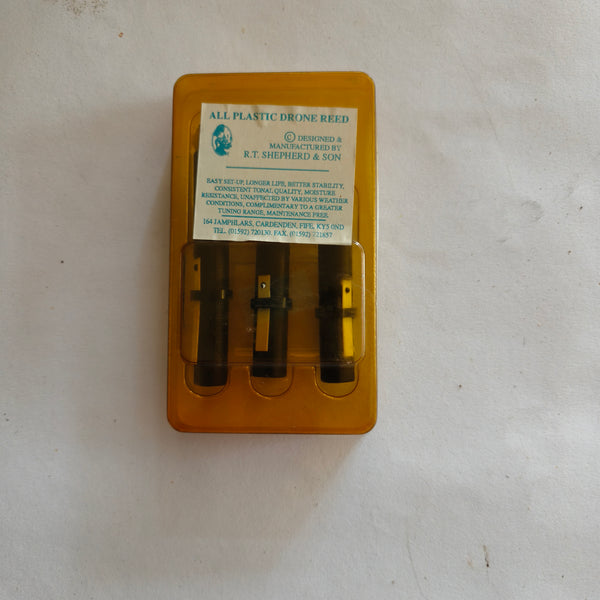 ALL PLASTIC DRONE REED
© DESIGNED &
MANUFACTURED BY
R.T. SHEPHERD & SON
EASY SET-UP, LONGER LIFE, BETTER STABILITY,
CONSISTENT TONAL QUALITY, MOISTURE
RESISTANCE, UNAFFECTED BY VARIOUS WEATHER
CONDITIONS, COMPLIMENTARY TO A GREATER
TUNING RANGE, MAINTENANCE FREE.
164 JAMPHLARS, CARDENDEN, FIFE, KY5 0ND
TEL. (01592) 720130. FAX. (01592) 721857